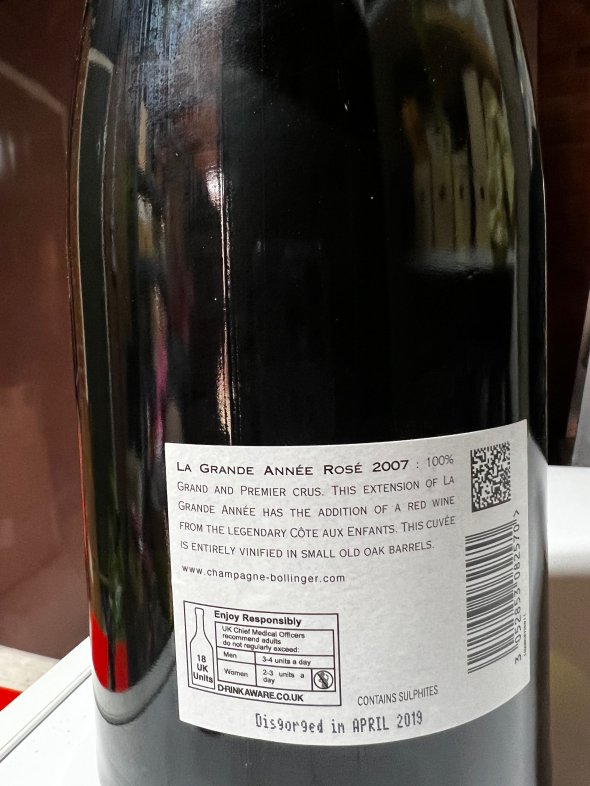 LA GRANDE ANNÉE ROSÉ 2007 : 100%
GRAND AND PREMIER CRUS. THIS EXTENSION OF LA
GRANDE ANNÉE HAS THE ADDITION OF A RED WINE
FROM THE LEGENDARY CÔTE AUX ENFANTS. THIS CUVÉE
IS ENTIRELY VINIFIED IN SMALL OLD OAK BARRELS.
www.champagne-bollinger.com
Enjoy Responsibly
UK Chief Medical Officers
recommend adults
do not regularly exceed:
Men 3-4 units a day
Women 2-3 units a
day
18
UK
Units
DRINKAWARE.CO.UK
CONTAINS SULPHITES
Disgorged in APRIL 2019
3 052853 082570 >